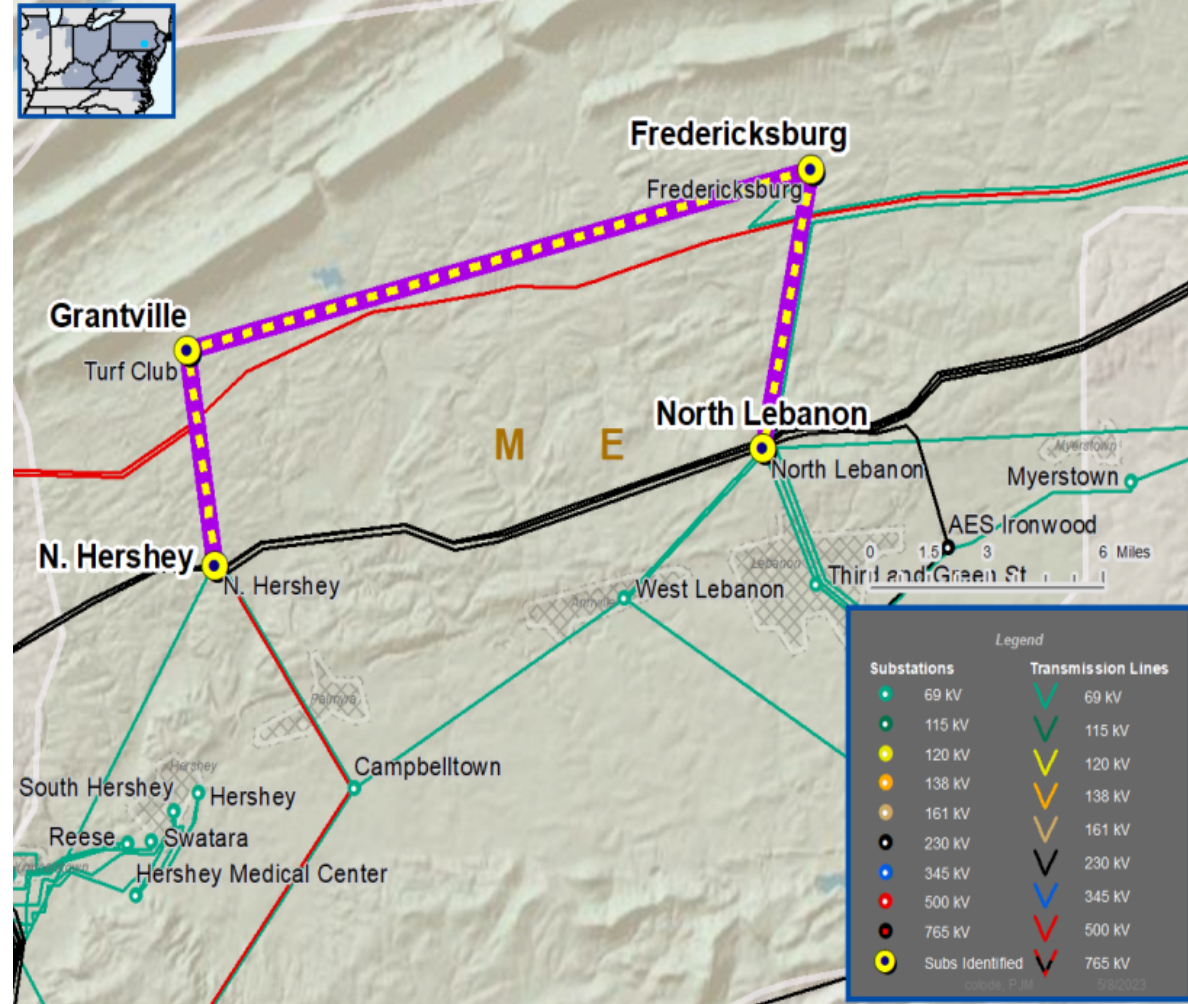 Fredericksburg
Fredericksburg
Grantville
Turf Club
M E
North Lebanon
North Lebanon
Myerstown
Myerstown
N. Hershey
N. Hershey
AES Ironwood
0 1.5 3 6 Miles
Lebanon
Third and Green St
West Lebanon
Annville
Palmyra
Campbelltown
Hershey
South Hershey
Hershey
Reese
Swatara
Hershey Medical Center
Legend
Substations Transmission Lines
69 kV 69 kV
115 kV 115 kV
120 kV 120 kV
138 kV 138 kV
161 kV 161 kV
230 kV 230 kV
345 kV 345 kV
500 kV 500 kV
765 kV 765 kV
Subs Identified
colode, PJM 5/8/2023